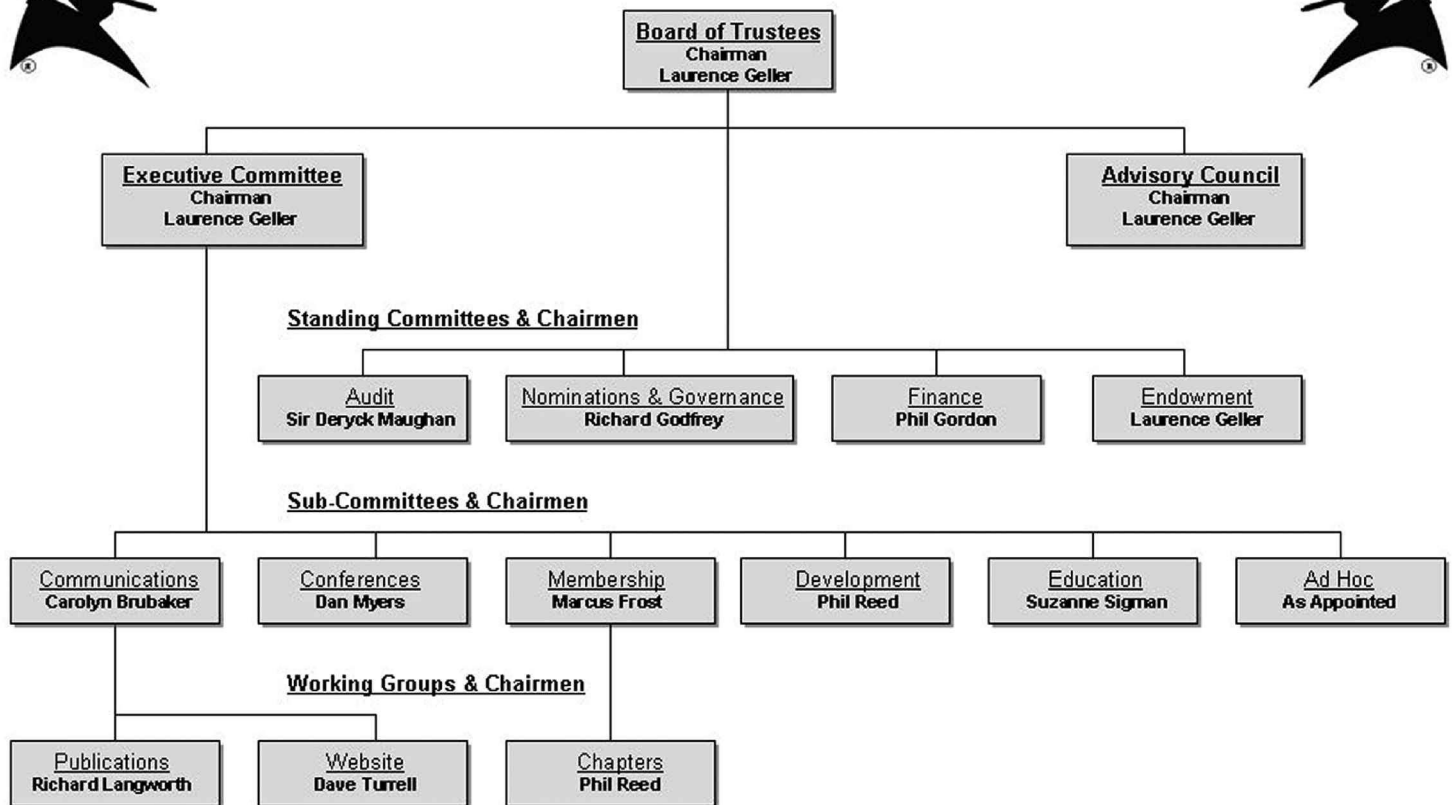 Board of Trustees
Chairman
Laurence Geller
®
®
Executive Committee
Chairman
Laurence Geller
Advisory Council
Chairman
Laurence Geller
Standing Committees & Chairmen
Audit
Sir Deryck Maughan
Nominations & Governance
Richard Godfrey
Finance
Phil Gordon
Endowment
Laurence Geller
Sub-Committees & Chairmen
Communications
Carolyn Brubaker
Conferences
Dan Myers
Membership
Marcus Frost
Development
Phil Reed
Education
Suzanne Sigman
Ad Hoc
As Appointed
Working Groups & Chairmen
Publications
Richard Langworth
Website
Dave Turrell
Chapters
Phil Reed